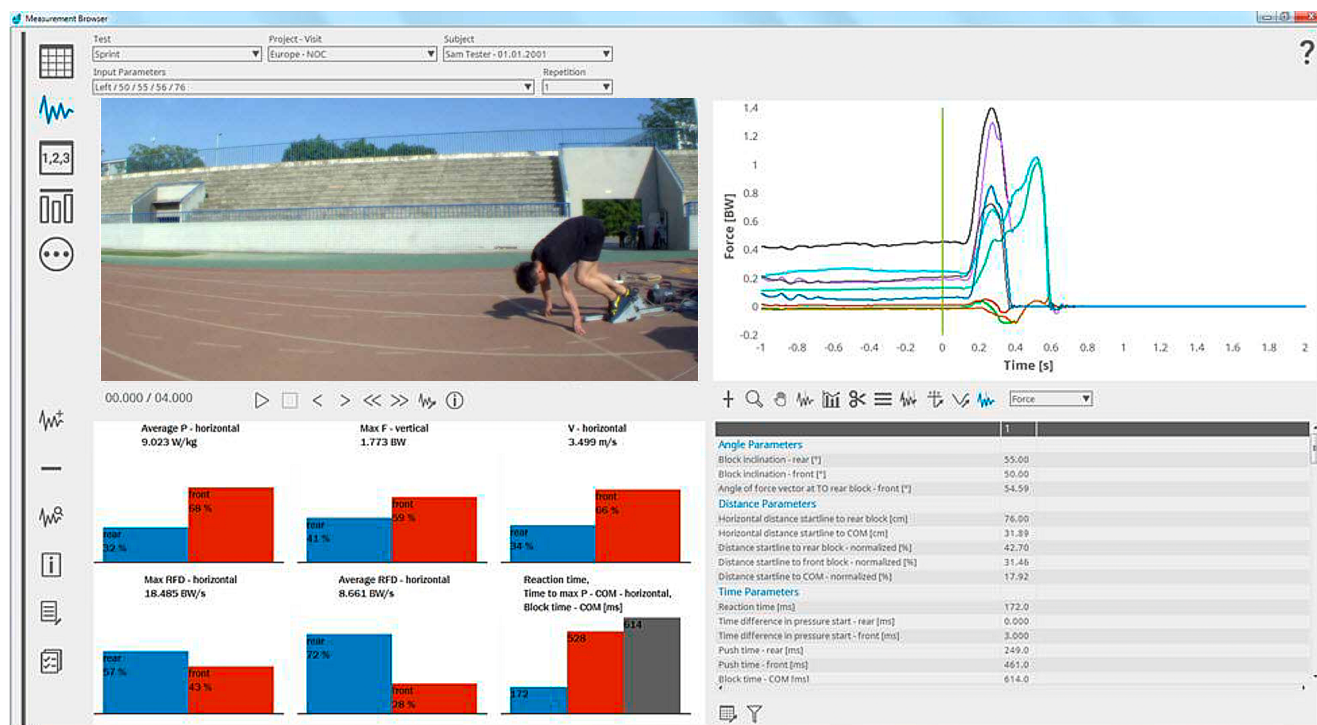 Measurement Browser
Test
Project - Visit
Subject
Sprint
Europe - NOC
Sam Tester - 01.01.2001
?
Input Parameters
Repetition
Left / 50 / 55 / 56 / 76
1
1,2,3
1,4
1.2
1
0.8
0.6
0.4
0.2
0
-0.2
Force [BW]
-1
-0.8
-0.6
-0.4
-0.2
0
0.2
0.4
0.6
0.8
1
1.2
1.4
1.6
1.8
2
Time [s]
00.000 / 04.000
Force
Average P - horizontal
9.023 W/kg
rear
32 %
front
68 %
Max F - vertical
1.773 BW
rear
41 %
front
59 %
V - horizontal
3.499 m/s
rear
34 %
front
66 %
Max RFD - horizontal
18.485 BW/s
rear
57 %
front
43 %
Average RFD - horizontal
8.661 BW/s
rear
72 %
front
28 %
Reaction time,
Time to max P - COM - horizontal,
Block time - COM [ms]
172
528
614
1
Angle Parameters
Block inclination - rear [°] 55.00
Block inclination - front [°] 50.00
Angle of force vector at TO rear block - front [°] 54.59
Distance Parameters
Horizontal distance startline to rear block [cm] 76.00
Horizontal distance startline to COM [cm] 31.89
Distance startline to rear block - normalized [%] 42.70
Distance startline to front block - normalized [%] 31.46
Distance startline to COM - normalized [%] 17.92
Time Parameters
Reaction time [ms] 172.0
Time difference in pressure start - rear [ms] 0.000
Time difference in pressure start - front [ms] 3.000
Push time - rear [ms] 249.0
Push time - front [ms] 461.0
Block time - COM [ms] 614.0